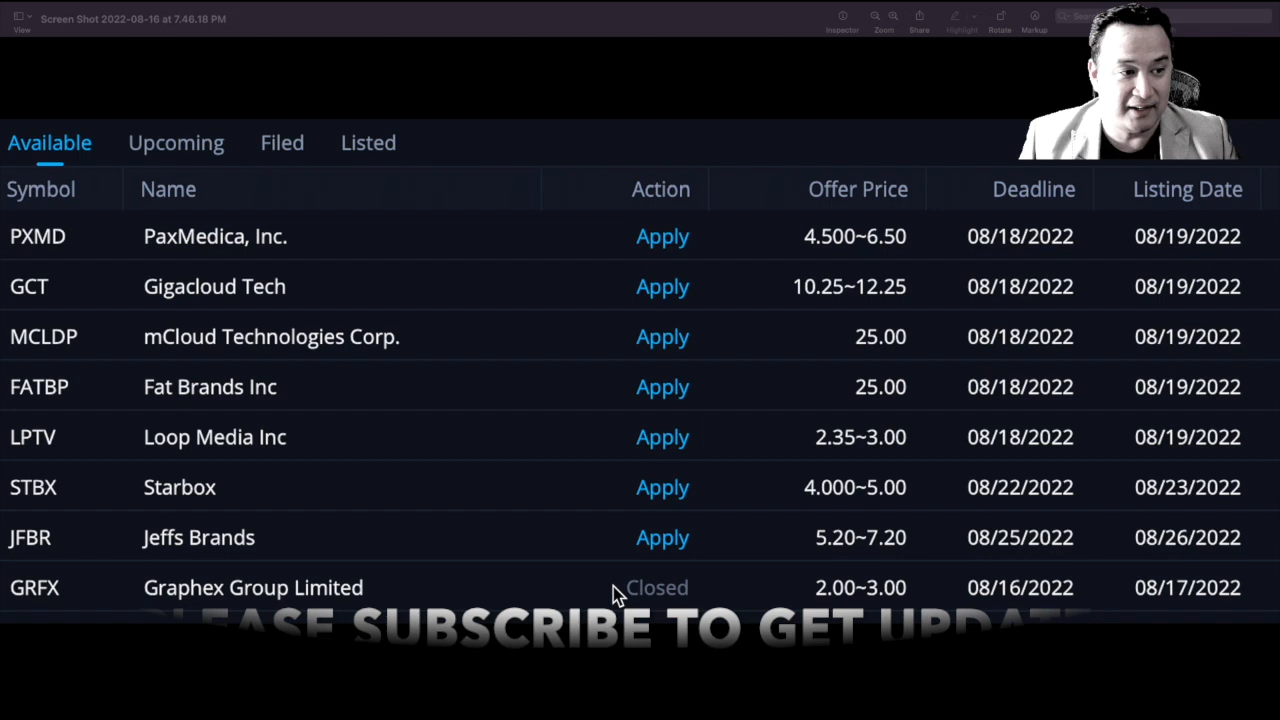 Screen Shot 2022-08-16 at 7.46.18 PM
View
Inspector Zoom Share Highlight Rotate Markup
Available Upcoming Filed Listed
Symbol Name Action Offer Price Deadline Listing Date
PXMD PaxMedica, Inc. Apply 4.500~6.50 08/18/2022 08/19/2022
GCT Gigacloud Tech Apply 10.25~12.25 08/18/2022 08/19/2022
MCLDP mCloud Technologies Corp. Apply 25.00 08/18/2022 08/19/2022
FATBP Fat Brands Inc Apply 25.00 08/18/2022 08/19/2022
LPTV Loop Media Inc Apply 2.35~3.00 08/18/2022 08/19/2022
STBX Starbox Apply 4.000~5.00 08/22/2022 08/23/2022
JFBR Jeffs Brands Apply 5.20~7.20 08/25/2022 08/26/2022
GRFX Graphex Group Limited Closed 2.00~3.00 08/16/2022 08/17/2022
LEASE SUBSCRIBE TO GET UPDAT